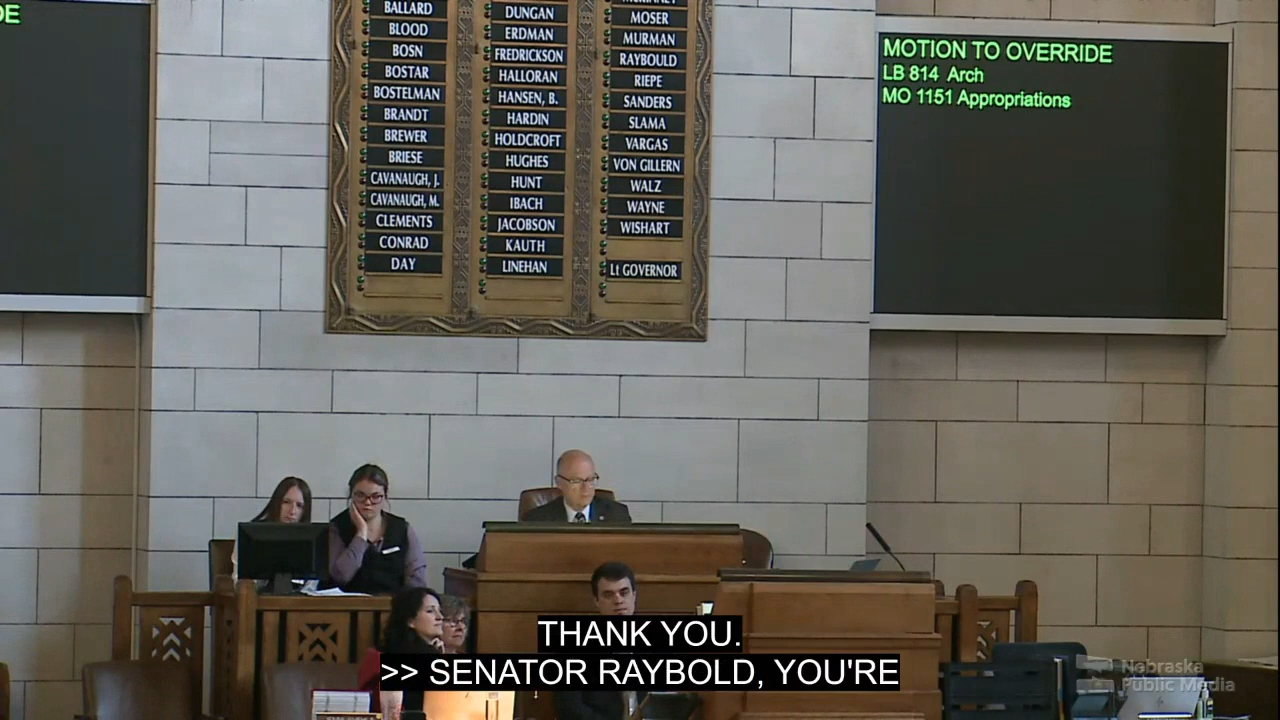 DE
BALLARD
BLOOD
BOSN
BOSTAR
BOSTELMAN
BRANDT
BREWER
BRIESE
CAVANAUGH, J.
CAVANAUGH, M.
CLEMENTS
CONRAD
DAY
DUNGAN
ERDMAN
FREDRICKSON
HALLORAN
HANSEN, B.
HARDIN
HOLDCROFT
HUGHES
HUNT
IBACH
JACOBSON
KAUTH
LINEHAN
MOSER
MURMAN
RAYBOULD
RIEPE
SANDERS
SLAMA
VARGAS
VON GILLERN
WALZ
WAYNE
WISHART
Lt GOVERNOR
MOTION TO OVERRIDE
LB 814 Arch
MO 1151 Appropriations
THANK YOU.
>> SENATOR RAYBOLD, YOU'RE
Nebraska
Public Media